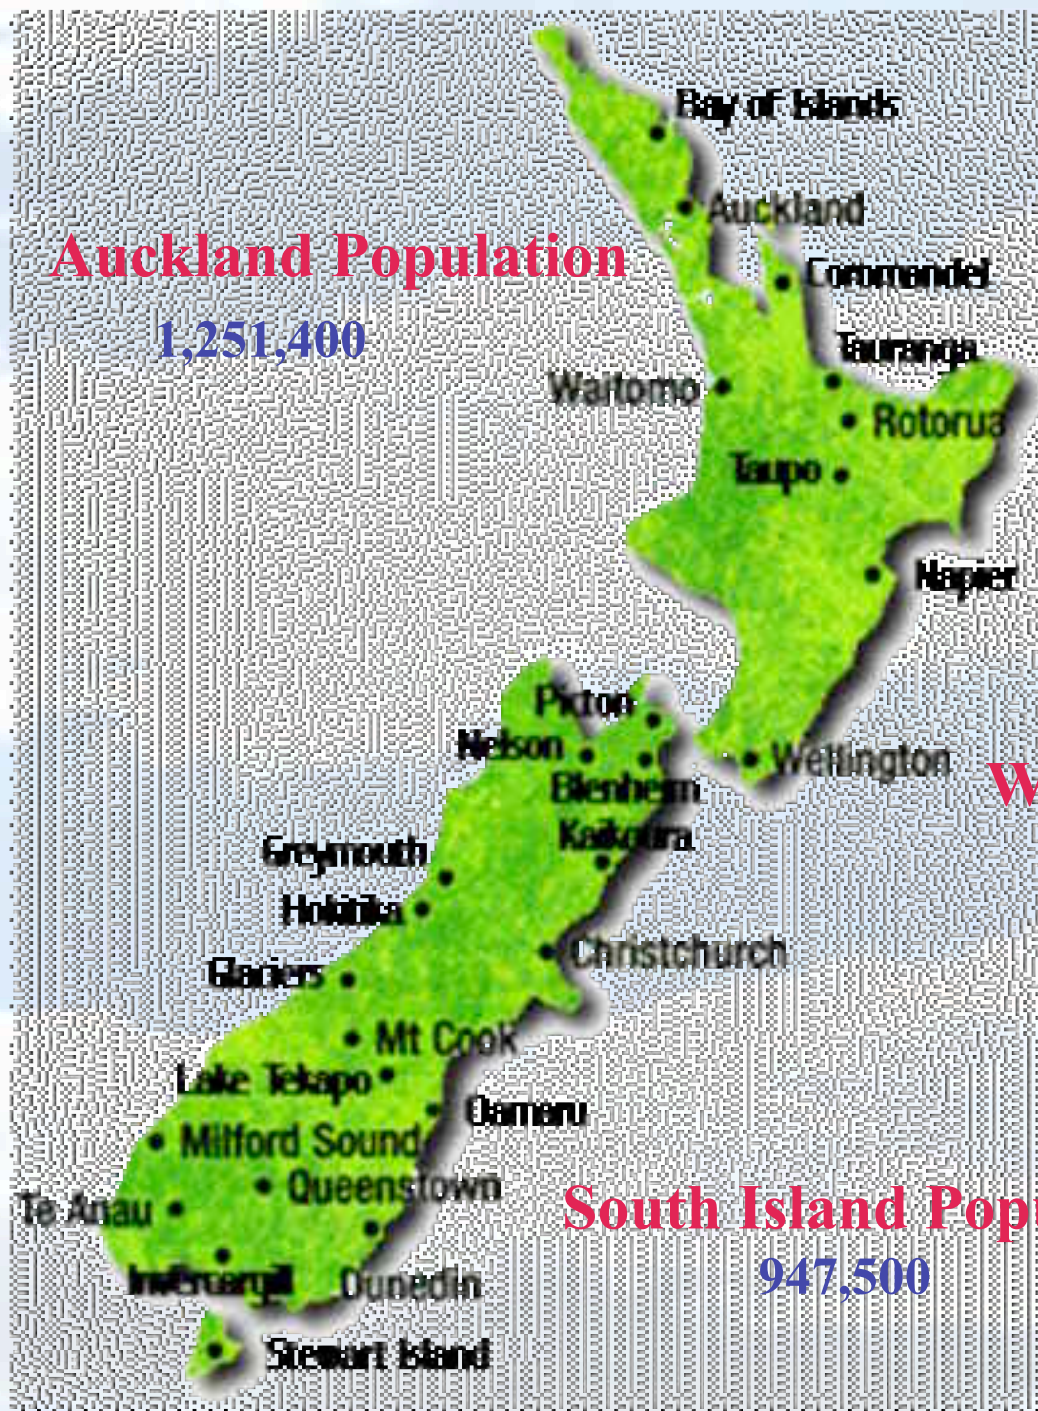 Bay of Islands
Auckland
Auckland Population
Coromandel
1,251,400
Tauranga
Waitomo
Rotorua
Taupo
Napier
Picton
Nelson
Wellington
W
Blenheim
Kaikoura
Greymouth
Hokitika
Christchurch
Glaciers
Mt Cook
Lake Tekapo
Oamaru
Milford Sound
Queenstown
Te Anau
South Island Popu
Invercargill
Dunedin
947,500
Stewart Island